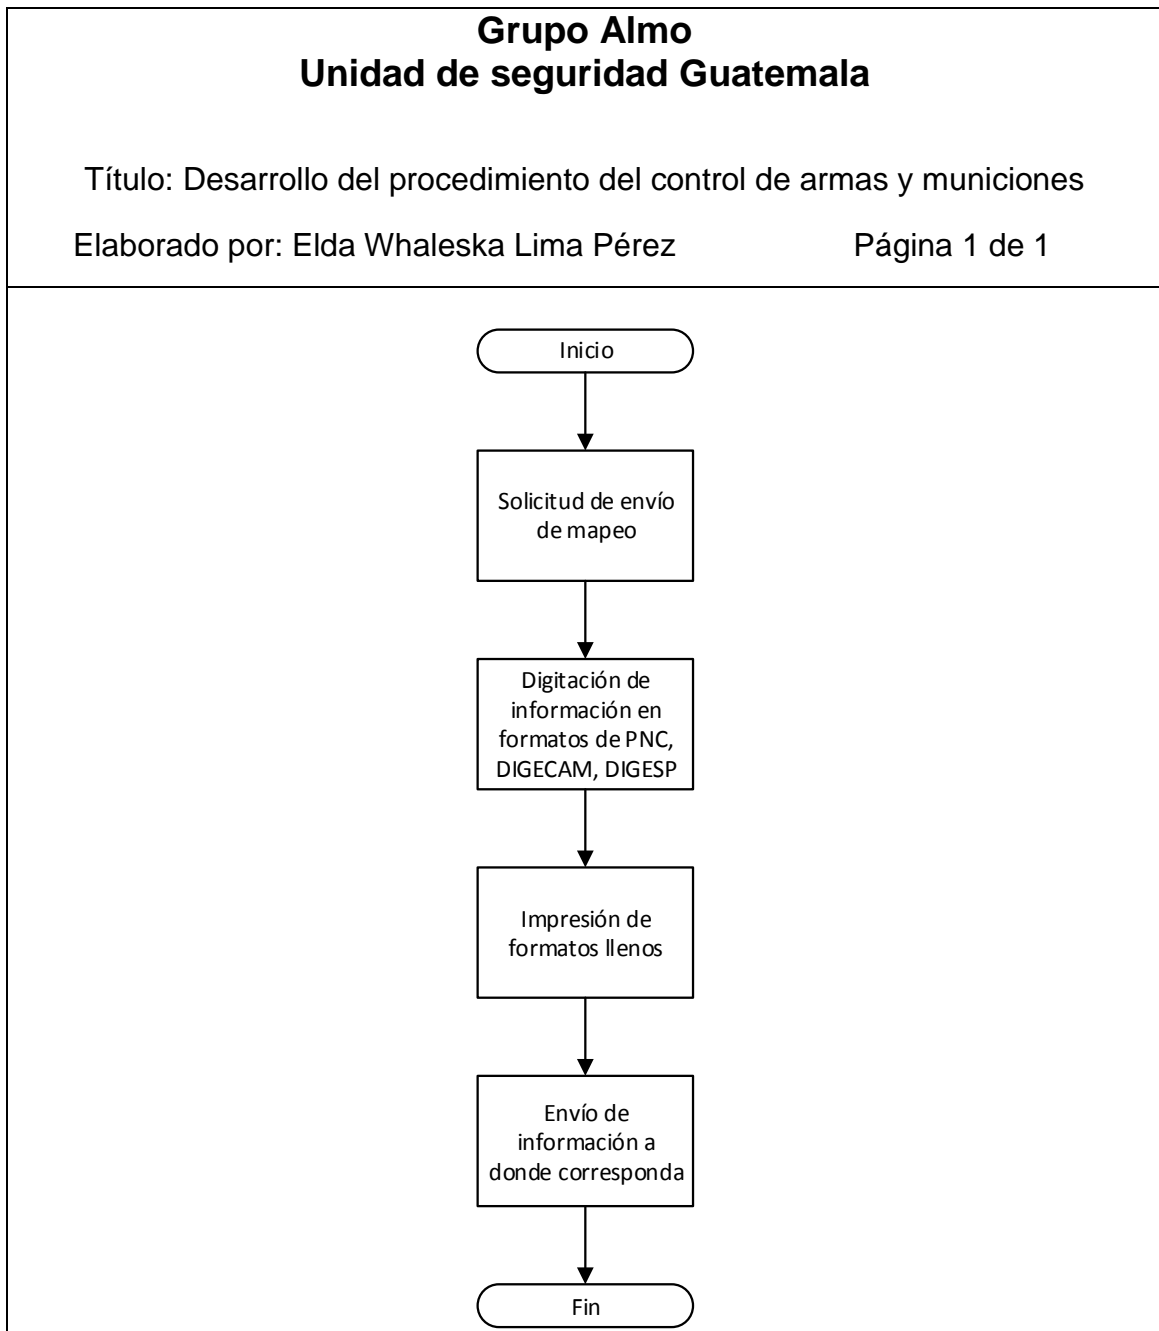 Grupo Almo
Unidad de seguridad Guatemala
Título: Desarrollo del procedimiento del control de armas y municiones
Elaborado por: Elda Whaleska Lima Pérez Página 1 de 1
Inicio
Solicitud de envío
de mapeo
Digitación de
información en
formatos de PNC,
DIGECAM, DIGESP
Impresión de
formatos llenos
Envío de
información a
donde corresponda
Fin